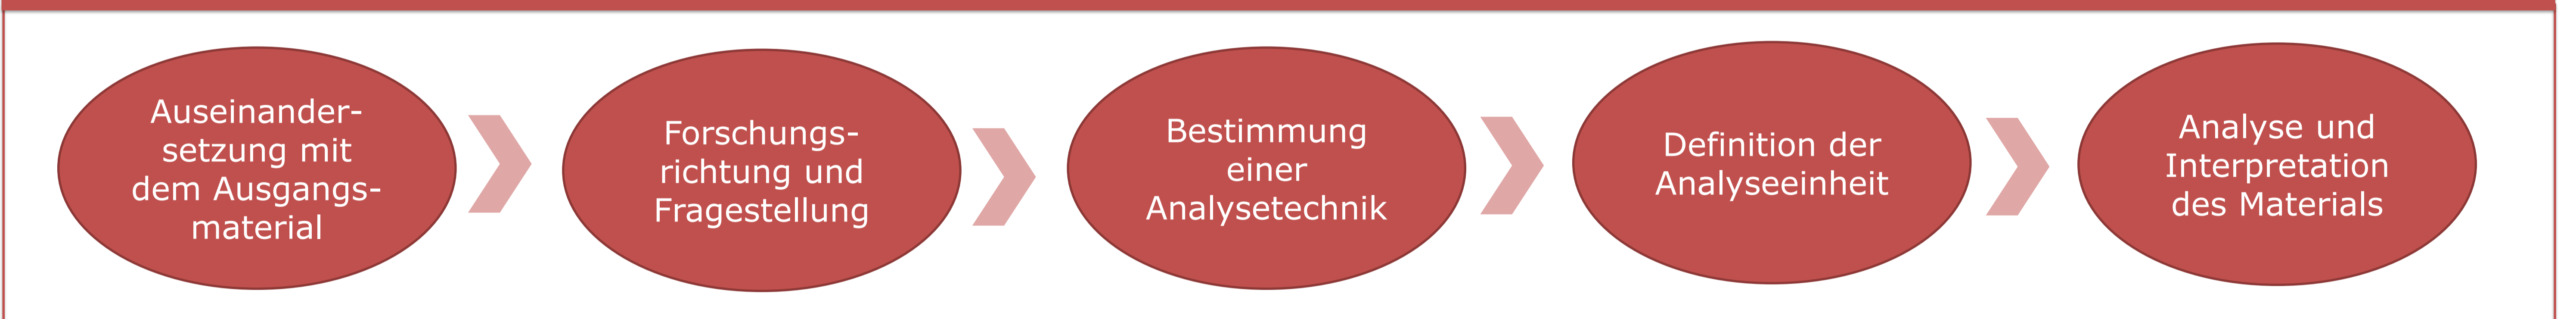 Auseinander-
setzung mit
dem Ausgangs-
material
Forschungs-
richtung und
Fragestellung
Bestimmung
einer
Analysetechnik
Definition der
Analyseeinheit
Analyse und
Interpretation
des Materials